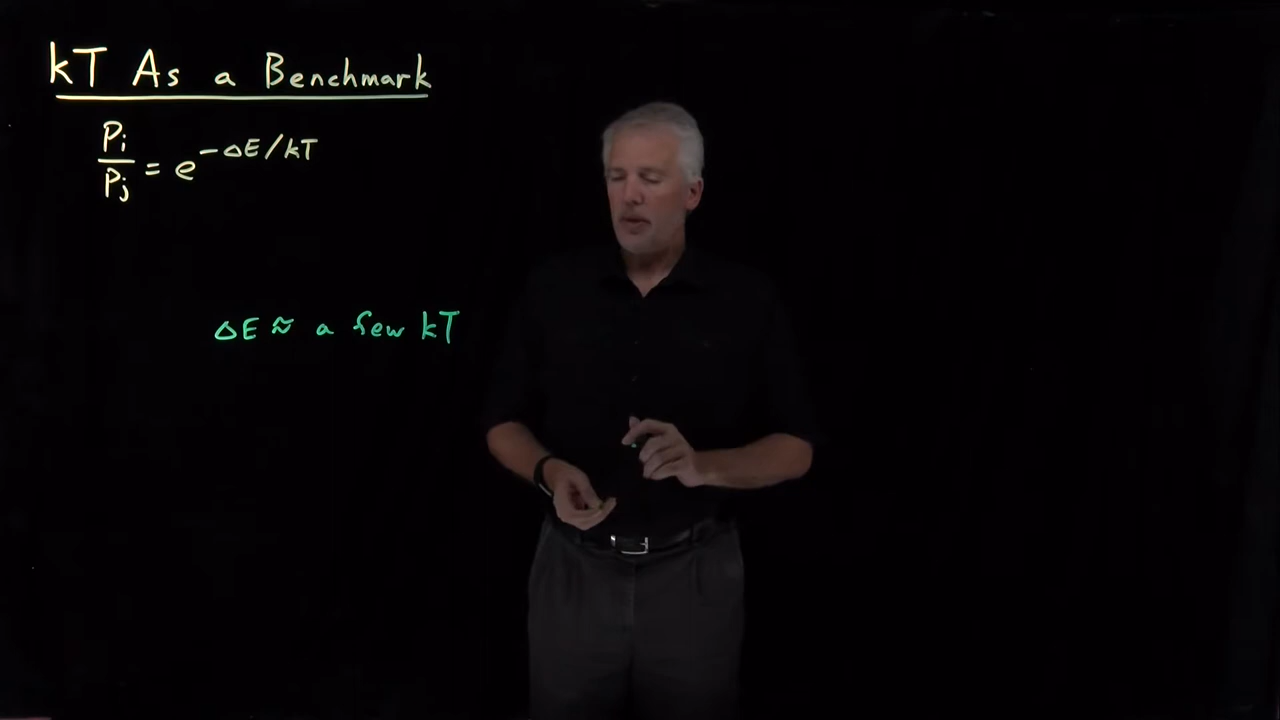 kT As a Benchmark
Pi/Pj = e^(-ΔE/kT)
ΔE ≈ a few kT